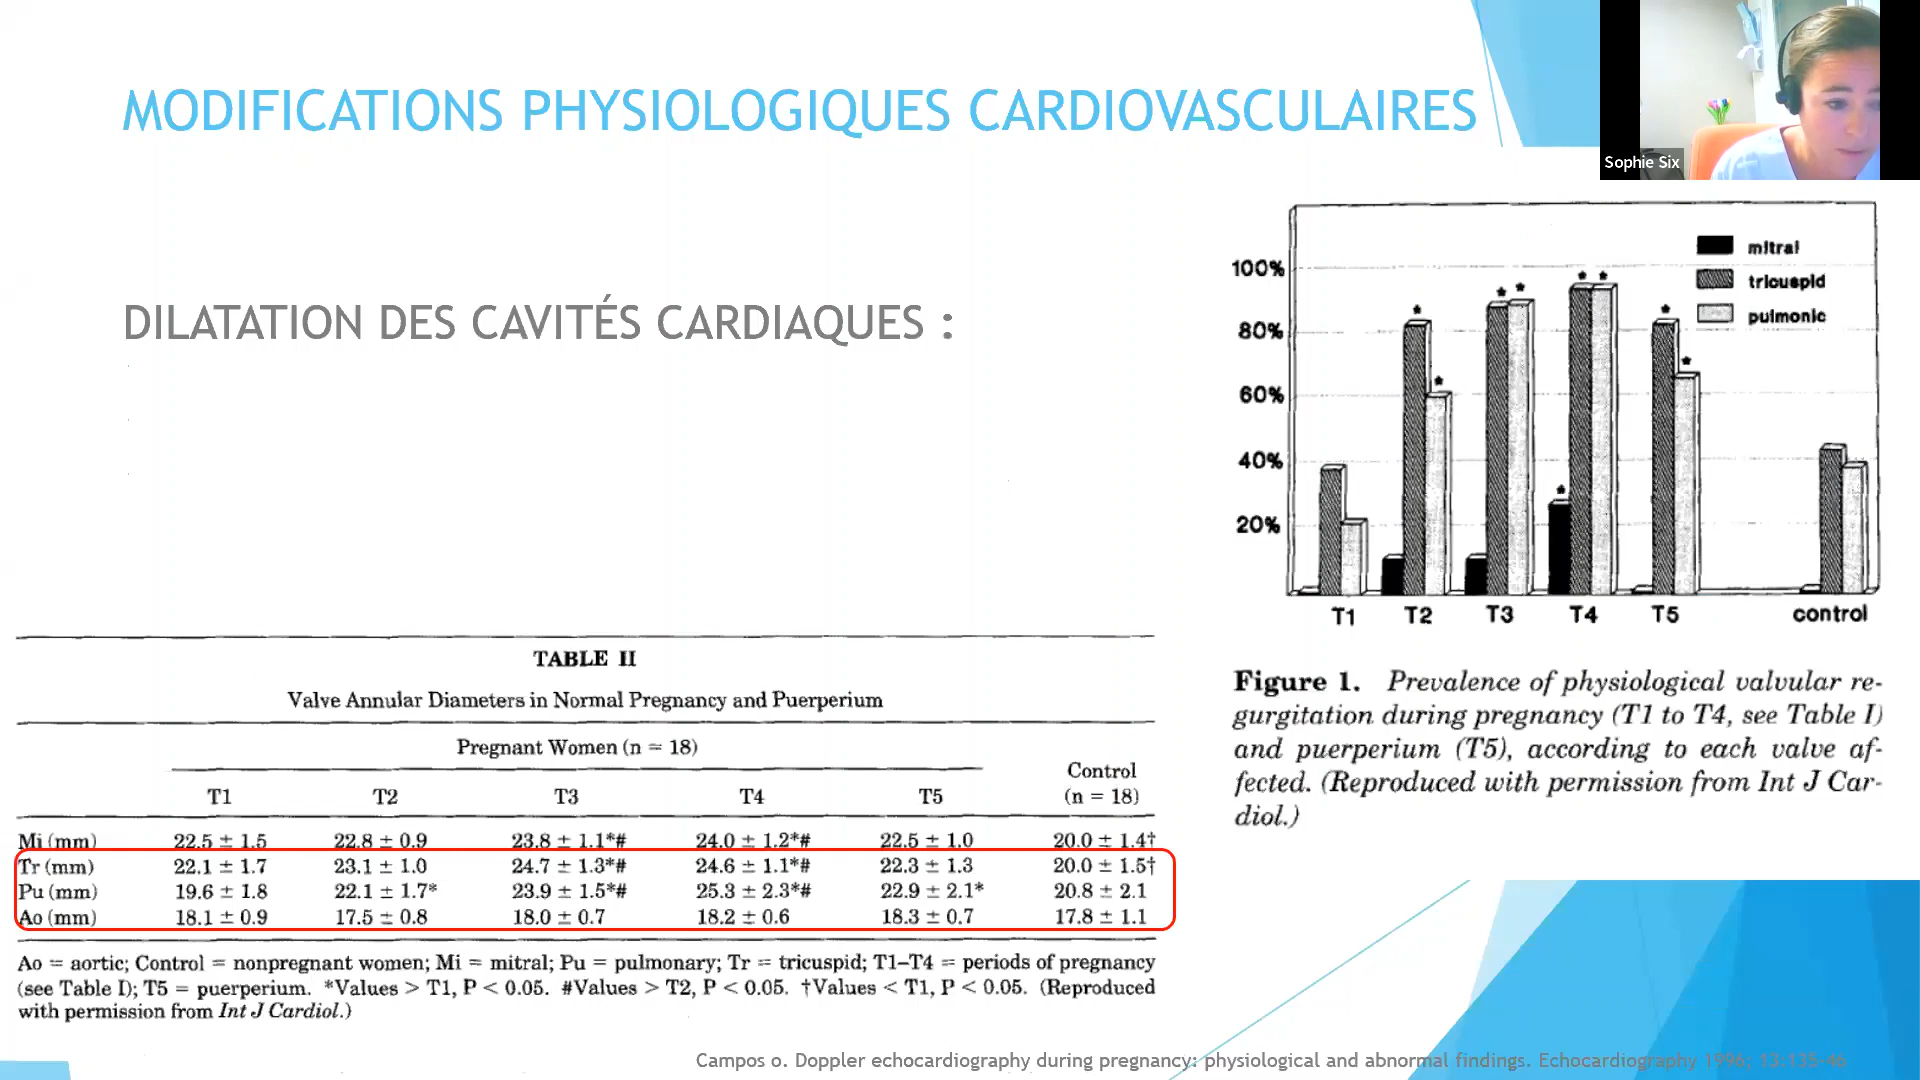 MODIFICATIONS PHYSIOLOGIQUES CARDIOVASCULAIRES
Sophie Six
DILATATION DES CAVITÉS CARDIAQUES :
mitral
tricuspid
pulmonic
100%
80%
60%
40%
20%
T1 T2 T3 T4 T5 control
Figure 1. Prevalence of physiological valvular re-
gurgitation during pregnancy (T1 to T4, see Table I)
and puerperium (T5), according to each valve af-
fected. (Reproduced with permission from Int J Car-
diol.)
TABLE II
Valve Annular Diameters in Normal Pregnancy and Puerperium
Pregnant Women (n = 18)
Control
T1 T2 T3 T4 T5 (n = 18)
Mi (mm) 22.5 ± 1.5 22.8 ± 0.9 23.8 ± 1.1*# 24.0 ± 1.2*# 22.5 ± 1.0 20.0 ± 1.4†
Tr (mm) 22.1 ± 1.7 23.1 ± 1.0 24.7 ± 1.3*# 24.6 ± 1.1*# 22.3 ± 1.3 20.0 ± 1.5†
Pu (mm) 19.6 ± 1.8 22.1 ± 1.7* 23.9 ± 1.5*# 25.3 ± 2.3*# 22.9 ± 2.1* 20.8 ± 2.1
Ao (mm) 18.1 ± 0.9 17.5 ± 0.8 18.0 ± 0.7 18.2 ± 0.6 18.3 ± 0.7 17.8 ± 1.1
Ao = aortic; Control = nonpregnant women; Mi = mitral; Pu = pulmonary; Tr = tricuspid; T1–T4 = periods of pregnancy
(see Table I); T5 = puerperium. *Values > T1, P < 0.05. #Values > T2, P < 0.05. †Values < T1, P < 0.05. (Reproduced
with permission from Int J Cardiol.)
Campos o. Doppler echocardiography during pregnancy: physiological and abnormal findings. Echocardiography 1996; 13:135-46